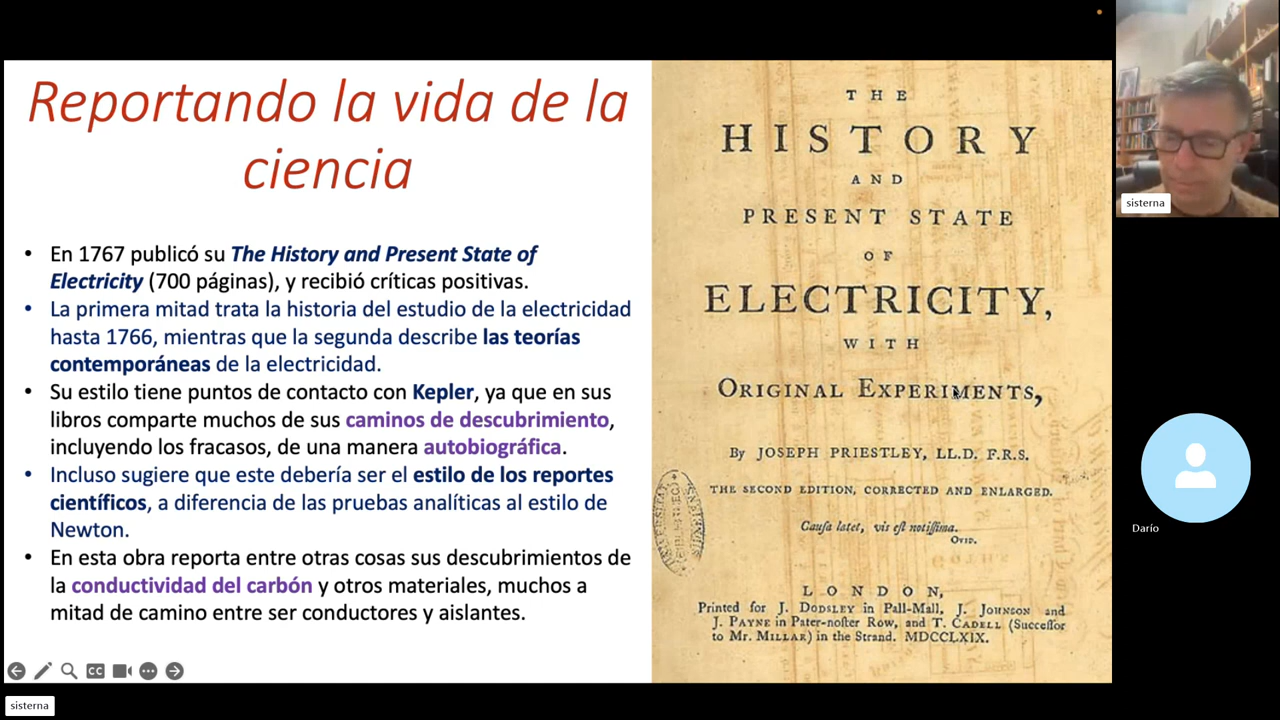 Reportando la vida de la
ciencia
• En 1767 publicó su The History and Present State of
Electricity (700 páginas), y recibió críticas positivas.
• La primera mitad trata la historia del estudio de la electricidad
hasta 1766, mientras que la segunda describe las teorías
contemporáneas de la electricidad.
• Su estilo tiene puntos de contacto con Kepler, ya que en sus
libros comparte muchos de sus caminos de descubrimiento,
incluyendo los fracasos, de una manera autobiográfica.
• Incluso sugiere que este debería ser el estilo de los reportes
científicos, a diferencia de las pruebas analíticas al estilo de
Newton.
• En esta obra reporta entre otras cosas sus descubrimientos de
la conductividad del carbón y otros materiales, muchos a
mitad de camino entre ser conductores y aislantes.
THE
HISTORY
AND
PRESENT STATE
OF
ELECTRICITY,
WITH
ORIGINAL EXPERIMENTS,
By JOSEPH PRIESTLEY, LL.D. F.R.S.
THE SECOND EDITION, CORRECTED AND ENLARGED.
Cauſa latet, vis eſt notiſſima.
OVID.
LONDON,
Printed for J. DODSLEY in Pall-Mall, J. JOHNSON and
J. PAYNE in Pater-noſter Row, and T. CADELL (Succeſſor
to Mr. MILLAR) in the Strand. MDCCLXIX.
CC
sisterna
Darío
sisterna